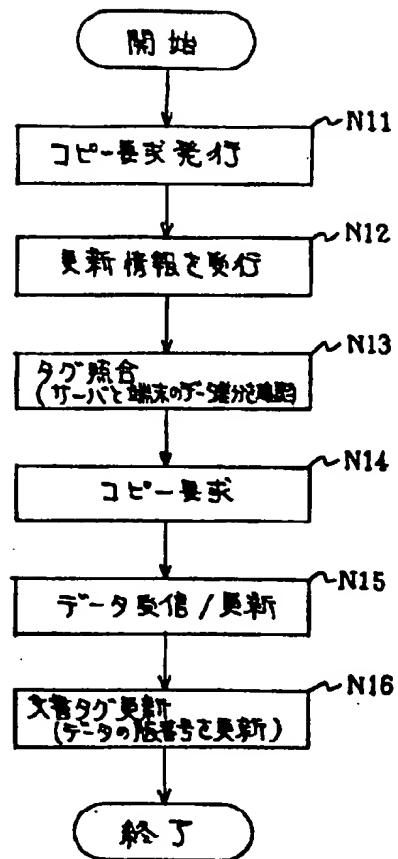 開始
N11
コピー要求発行
N12
更新情報を受行
N13
タグ照合
(サーバと端末のデータ差分を確認)
N14
コピー要求
N15
データ受信/更新
N16
文書タグ更新
(データの版番号を更新)
終了